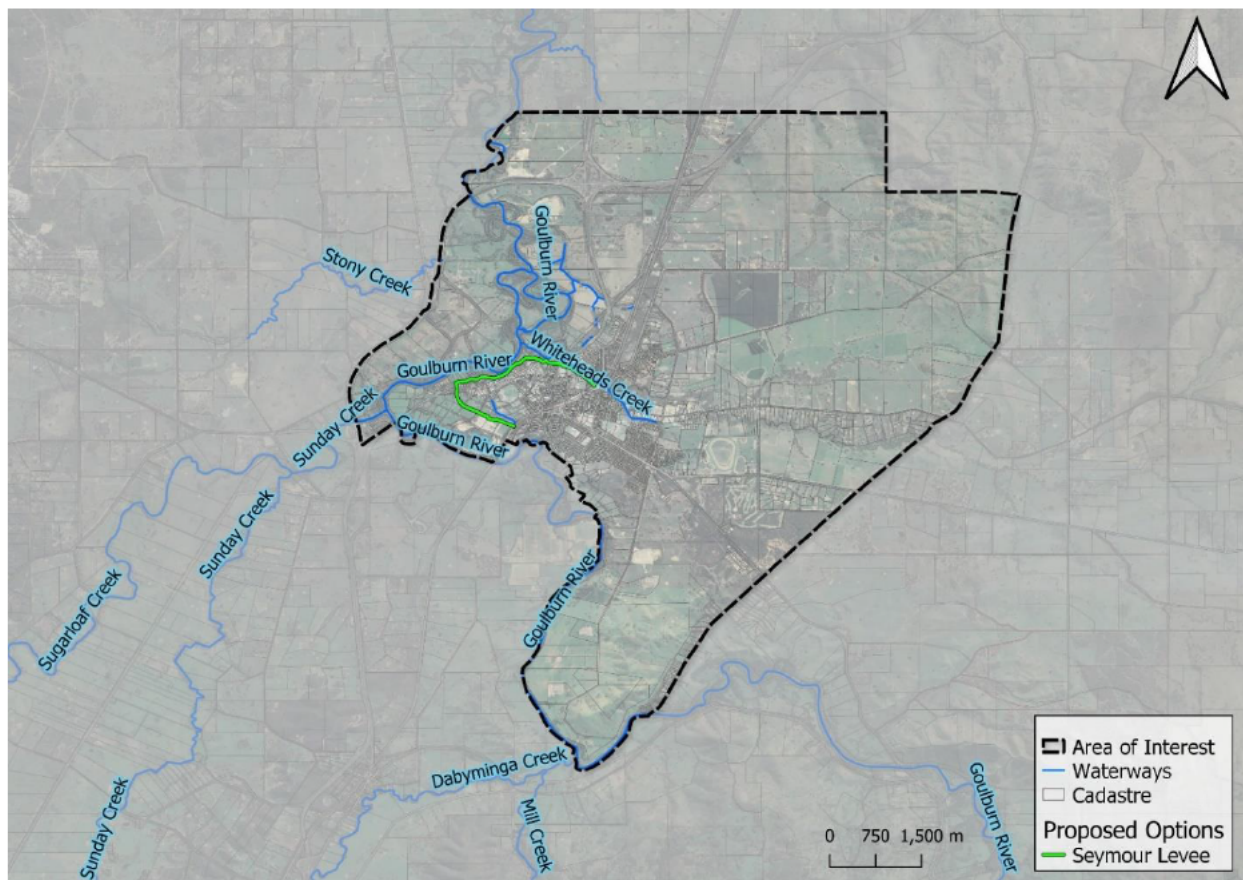 Goulburn River
Stony Creek
Goulburn River
Whiteheads Creek
Sunday Creek
Goulburn River
Sunday Creek
Goulburn River
Sugarloaf Creek
Dabyminga Creek
Mill Creek
Sunday Creek
Goulburn River
0 750 1,500 m
Area of Interest
Waterways
Cadastre
Proposed Options
Seymour Levee